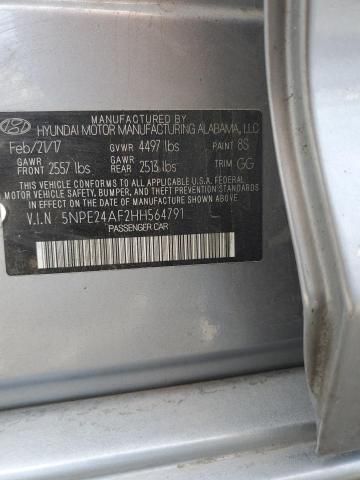 MANUFACTURED BY
HYUNDAI MOTOR MANUFACTURING ALABAMA, LLC
Feb/21/17 GVWR 4497 lbs PAINT 8S
GAWR FRONT 2557 lbs GAWR REAR 2513 lbs TRIM GG
THIS VEHICLE CONFORMS TO ALL APPLICABLE U.S. FEDERAL
MOTOR VEHICLE SAFETY, BUMPER, AND THEFT PREVENTION STANDARDS
IN EFFECT ON THE DATE OF MANUFACTURE SHOWN ABOVE.
V.I.N 5NPE24AF2HH564791
PASSENGER CAR